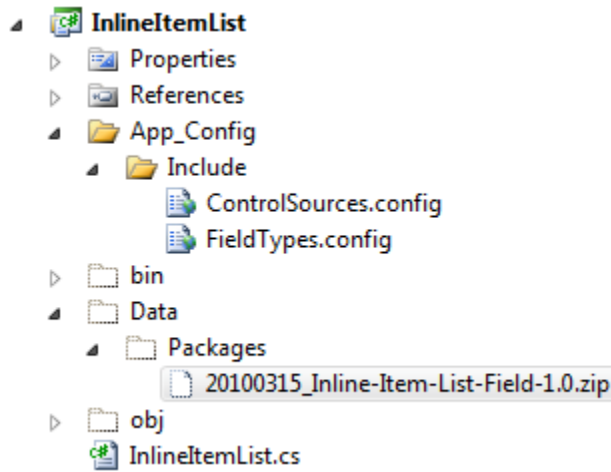 InlineItemList
Properties
References
App_Config
Include
ControlSources.config
FieldTypes.config
bin
Data
Packages
20100315_Inline-Item-List-Field-1.0.zip
obj
InlineItemList.cs